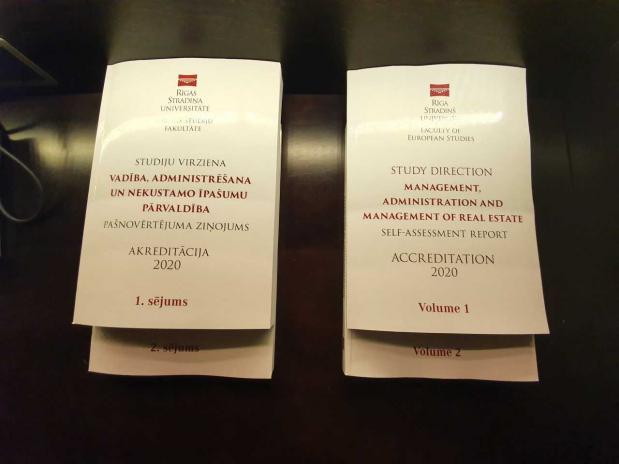 RĪGAS
STRADIŅA
UNIVERSITĀTE
FAKULTĀTE
STUDIJU VIRZIENA
VADĪBA, ADMINISTRĒŠANA
UN NEKUSTAMO ĪPAŠUMU
PĀRVALDĪBA
PAŠNOVĒRTĒJUMA ZIŅOJUMS
AKREDITĀCIJA
2020
1. sējums
2. sējums
RĪGA
STRADIŅŠ
FACULTY OF
EUROPEAN STUDIES
STUDY DIRECTION
MANAGEMENT,
ADMINISTRATION AND
MANAGEMENT OF REAL ESTATE
SELF-ASSESSMENT REPORT
ACCREDITATION
2020
Volume 1
Volume 2